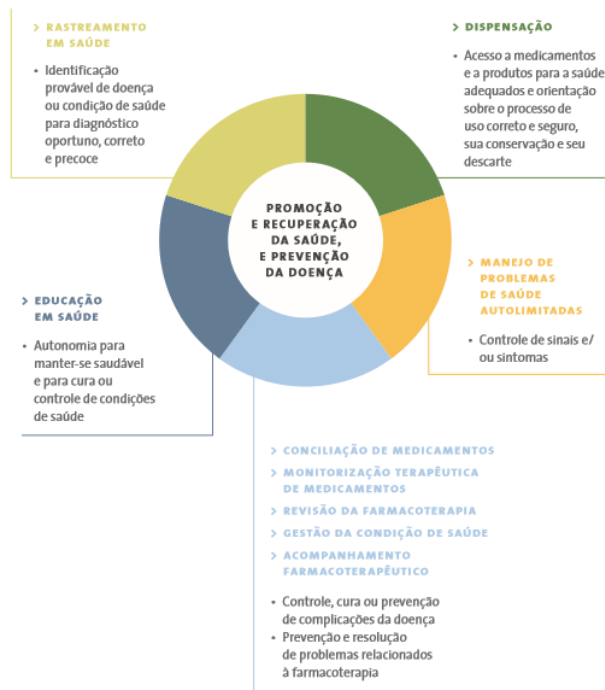 > RASTREAMENTO
EM SAÚDE
• Identificação
provável de doença
ou condição de saúde
para diagnóstico
oportuno, correto
e precoce
> DISPENSAÇÃO
• Acesso a medicamentos
e a produtos para a saúde
adequados e orientação
sobre o processo de
uso correto e seguro,
sua conservação e seu
descarte
PROMOÇÃO
E RECUPERAÇÃO
DA SAÚDE,
E PREVENÇÃO
DA DOENÇA
> MANEJO DE
PROBLEMAS
DE SAÚDE
AUTOLIMITADAS
• Controle de sinais e/
ou sintomas
> EDUCAÇÃO
EM SAÚDE
• Autonomia para
manter-se saudável
e para cura ou
controle de condições
de saúde
> CONCILIAÇÃO DE MEDICAMENTOS
> MONITORIZAÇÃO TERAPÊUTICA
DE MEDICAMENTOS
> REVISÃO DA FARMACOTERAPIA
> GESTÃO DA CONDIÇÃO DE SAÚDE
> ACOMPANHAMENTO
FARMACOTERAPÊUTICO
• Controle, cura ou prevenção
de complicações da doença
• Prevenção e resolução
de problemas relacionados
à farmacoterapia